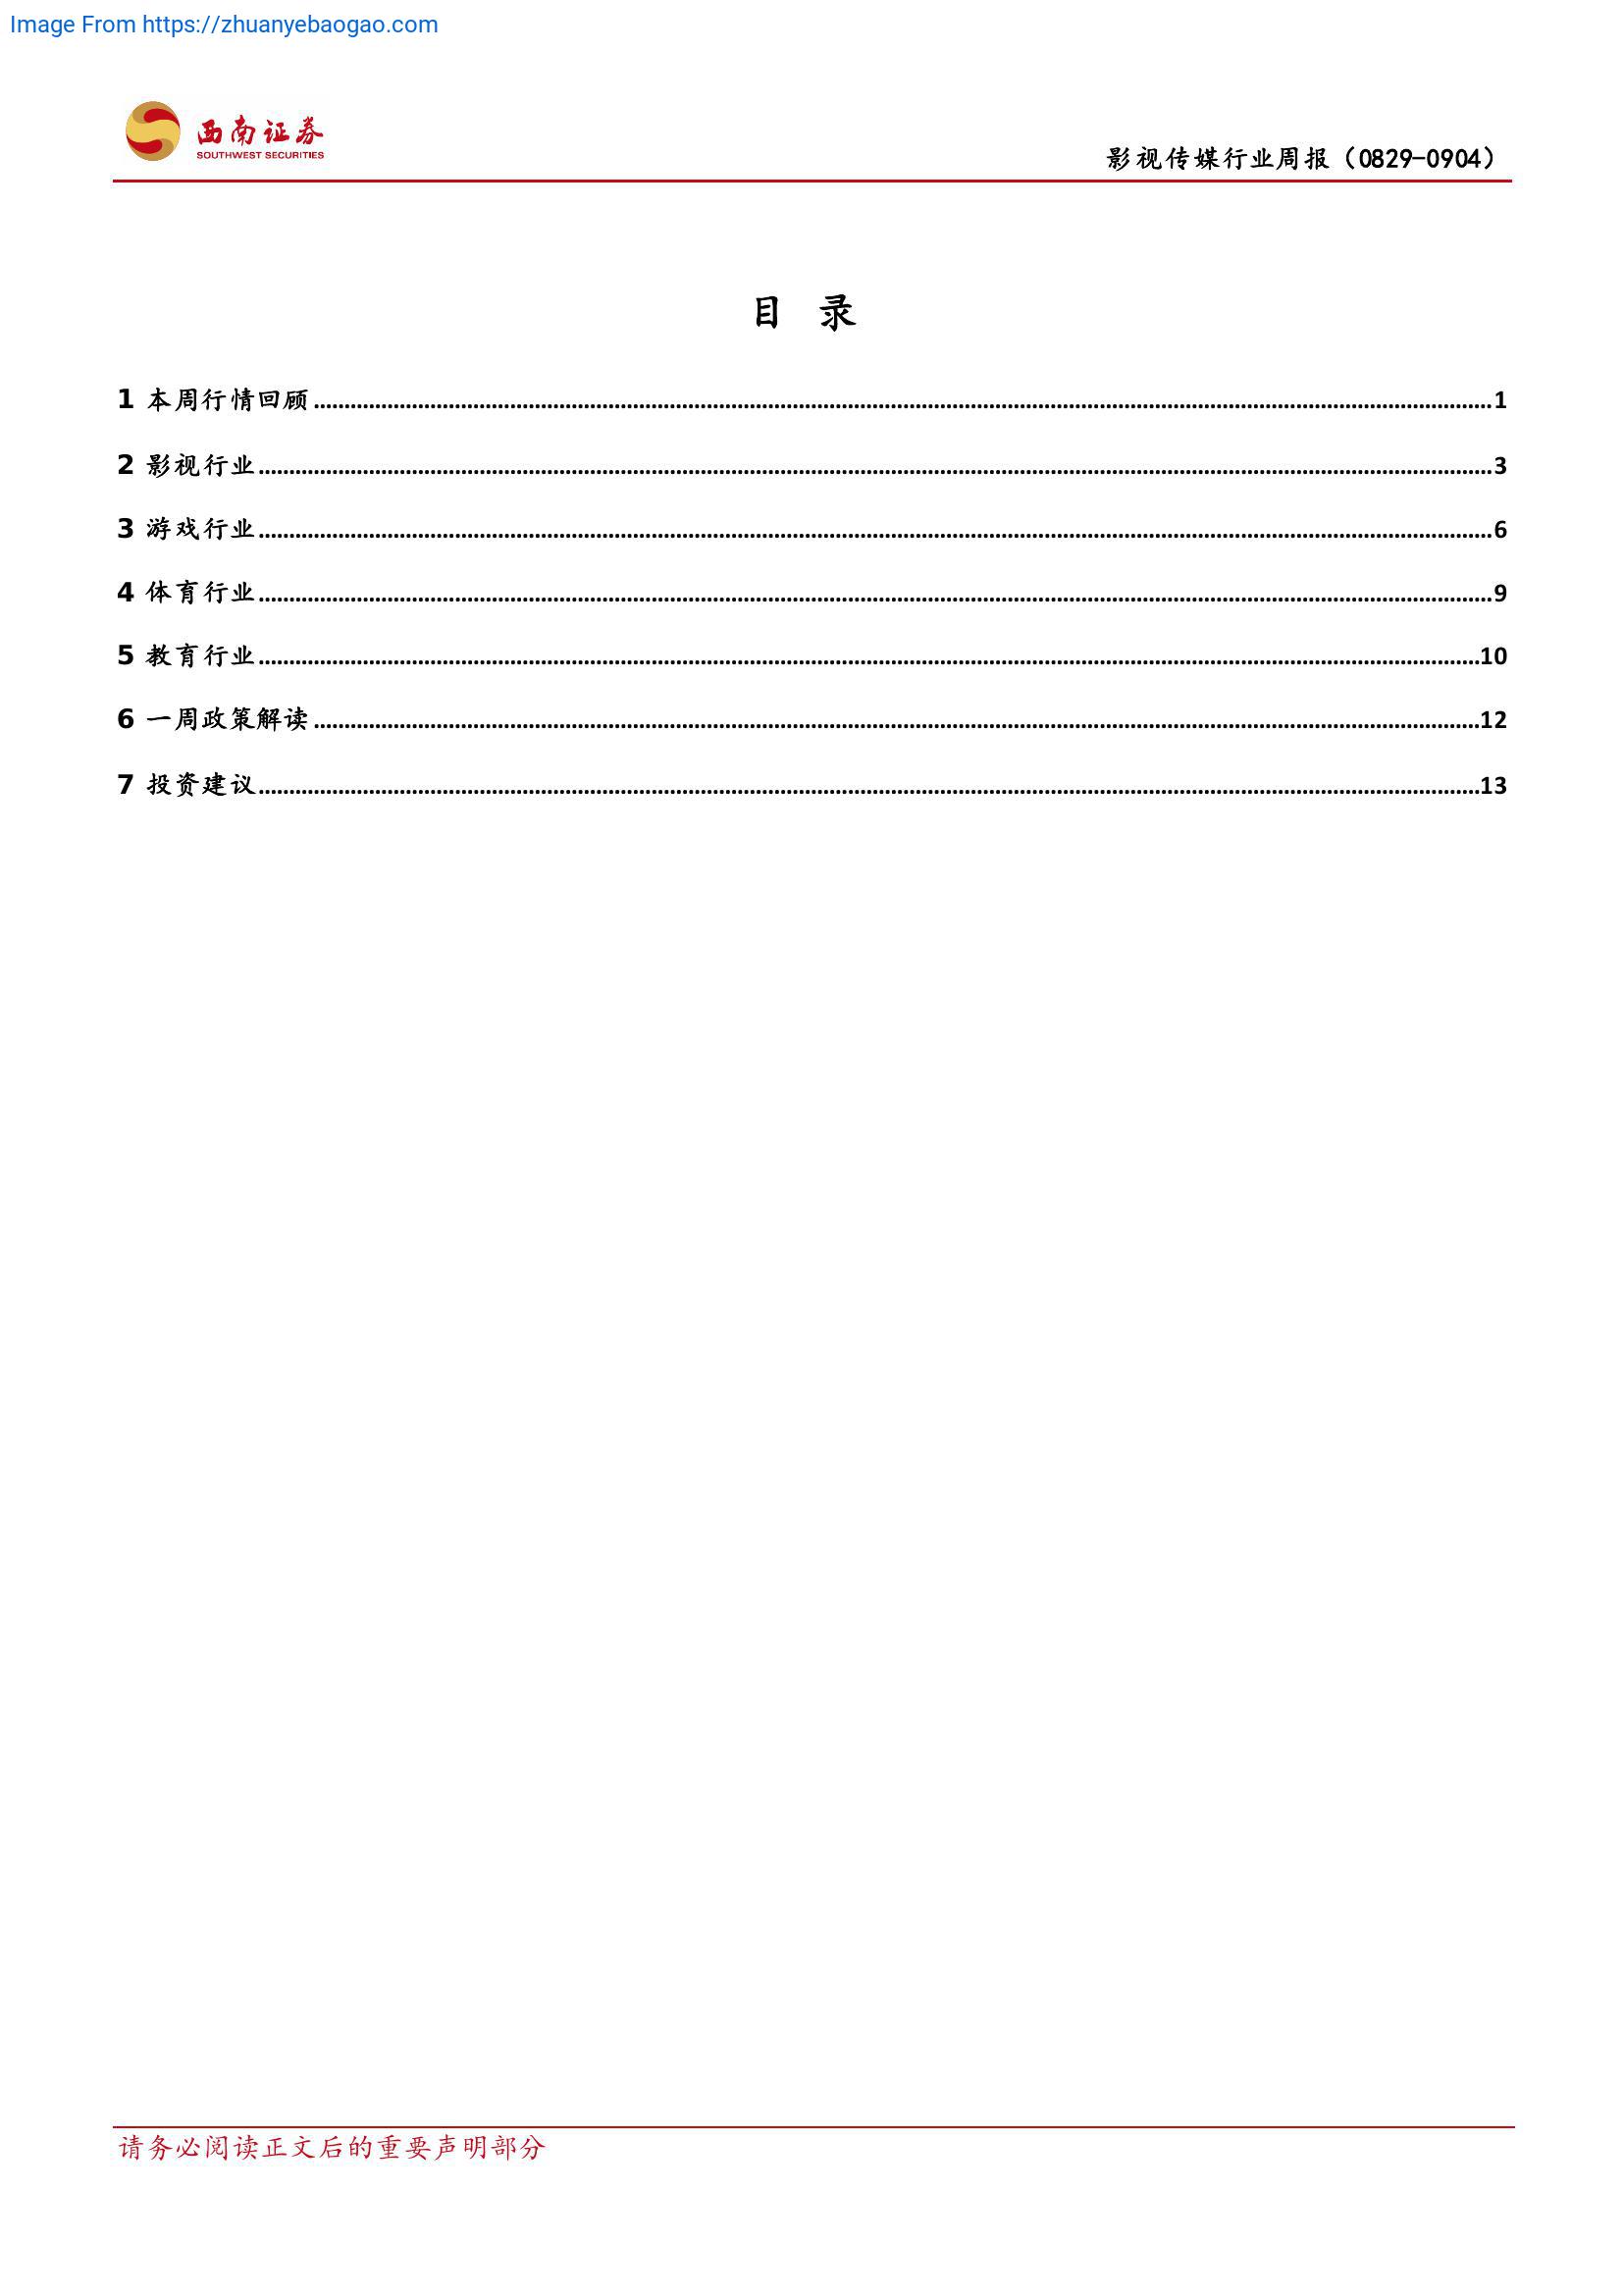 Image From https://zhuanyebaogao.com
西南证券
SOUTHWEST SECURITIES
影视传媒行业周报（0829-0904）
目 录
1 本周行情回顾........................................1
2 影视行业........................................3
3 游戏行业........................................6
4 体育行业........................................9
5 教育行业........................................10
6 一周政策解读........................................12
7 投资建议........................................13
请务必阅读正文后的重要声明部分